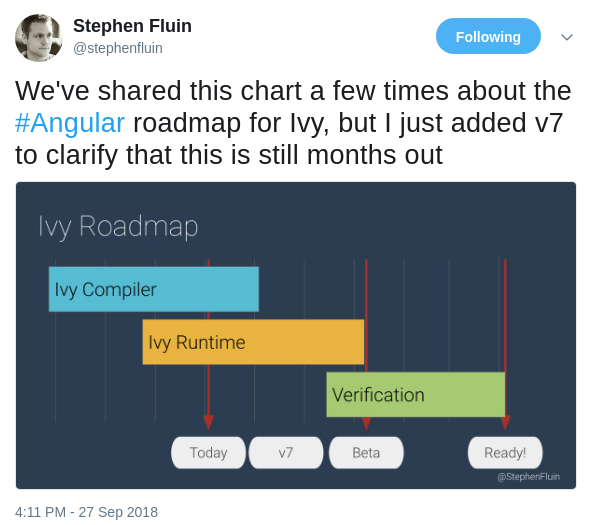 Stephen Fluin
@stephenfluin
Following
We've shared this chart a few times about the
#Angular roadmap for Ivy, but I just added v7
to clarify that this is still months out
Ivy Roadmap
Ivy Compiler
Ivy Runtime
Verification
Today
v7
Beta
Ready!
@StephenFluin
4:11 PM - 27 Sep 2018